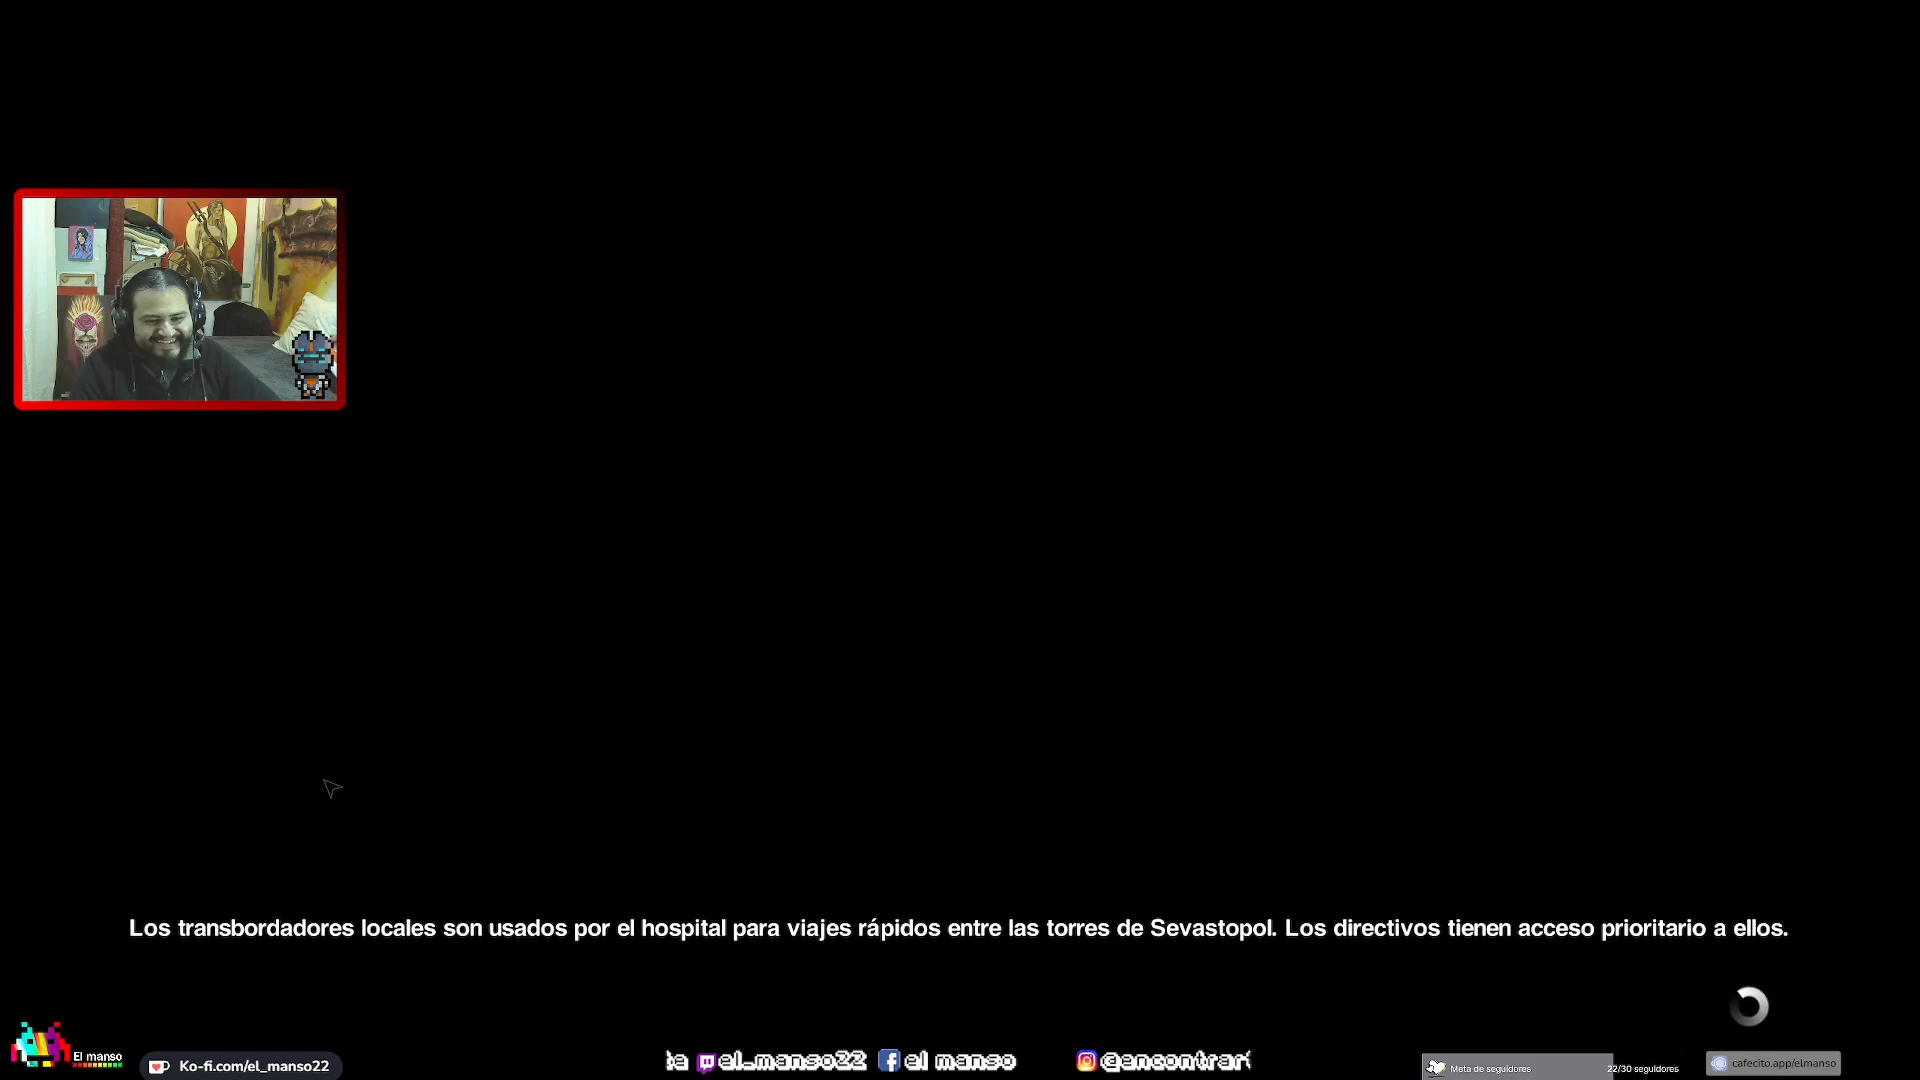 Los transbordadores locales son usados por el hospital para viajes rápidos entre las torres de Sevastopol. Los directivos tienen acceso prioritario a ellos.
El manso
Ko-fi.com/el_manso22
el_manso22
el manso
@encontrar
Meta de seguidores
22/30 seguidores
cafecito.app/elmanso